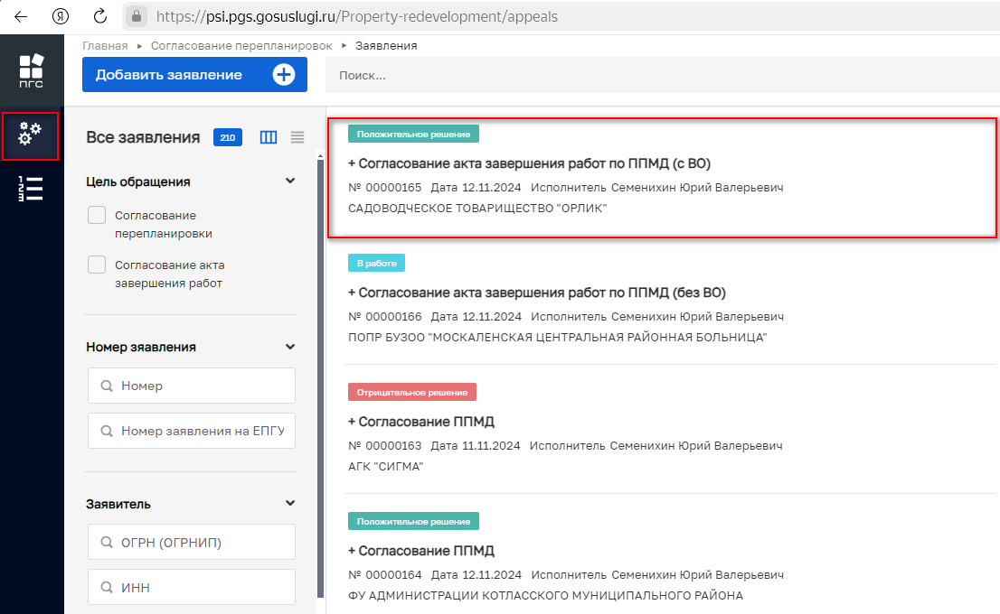 https://psi.pgs.gosuslugi.ru/Property-redevelopment/appeals
Главная ▸ Согласование перепланировок ▸ Заявления
ПГС
Добавить заявление
Поиск...
Все заявления 210
Цель обращения
Согласование
перепланировки
Согласование акта
завершения работ
Номер зяавления
Номер
Номер заявления на ЕПГУ
Заявитель
ОГРН (ОГРНИП)
ИНН
Положительное решение
+ Согласование акта завершения работ по ППМД (с ВО)
№ 00000165 Дата 12.11.2024 Исполнитель Семенихин Юрий Валерьевич
САДОВОДЧЕСКОЕ ТОВАРИЩЕСТВО "ОРЛИК"
В работе
+ Согласование акта завершения работ по ППМД (без ВО)
№ 00000166 Дата 12.11.2024 Исполнитель Семенихин Юрий Валерьевич
ПОПР БУЗОО "МОСКАЛЕНСКАЯ ЦЕНТРАЛЬНАЯ РАЙОННАЯ БОЛЬНИЦА"
Отрицательное решение
+ Согласование ППМД
№ 00000163 Дата 11.11.2024 Исполнитель Семенихин Юрий Валерьевич
АГК "СИГМА"
Положительное решение
+ Согласование ППМД
№ 00000164 Дата 12.11.2024 Исполнитель Семенихин Юрий Валерьевич
ФУ АДМИНИСТРАЦИИ КОТЛАССКОГО МУНИЦИПАЛЬНОГО РАЙОНА